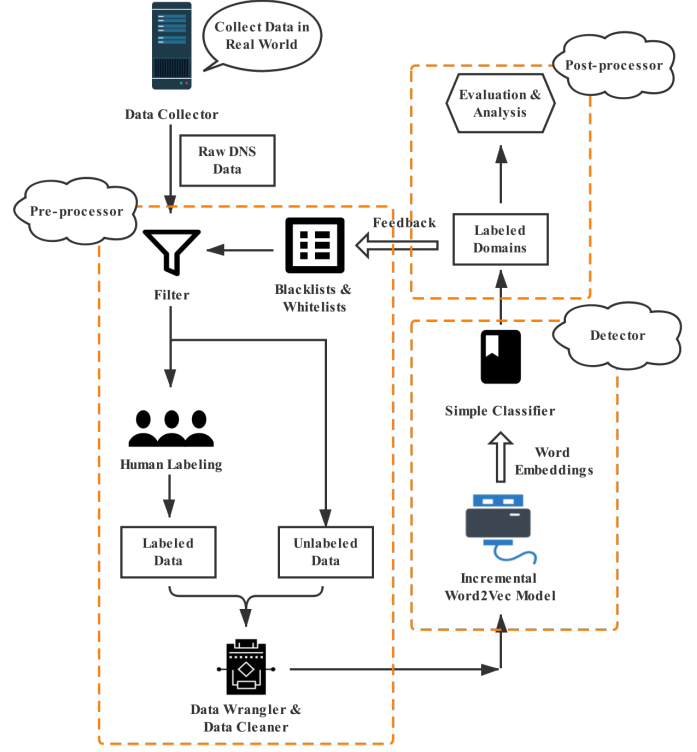 Collect Data in
Real World
Data Collector
Raw DNS
Data
Pre-processor
Filter
Blacklists &
Whitelists
Feedback
Human Labeling
Labeled
Data
Unlabeled
Data
Data Wrangler &
Data Cleaner
Post-processor
Evaluation &
Analysis
Labeled
Domains
Detector
Simple Classifier
Word
Embeddings
Incremental
Word2Vec Model